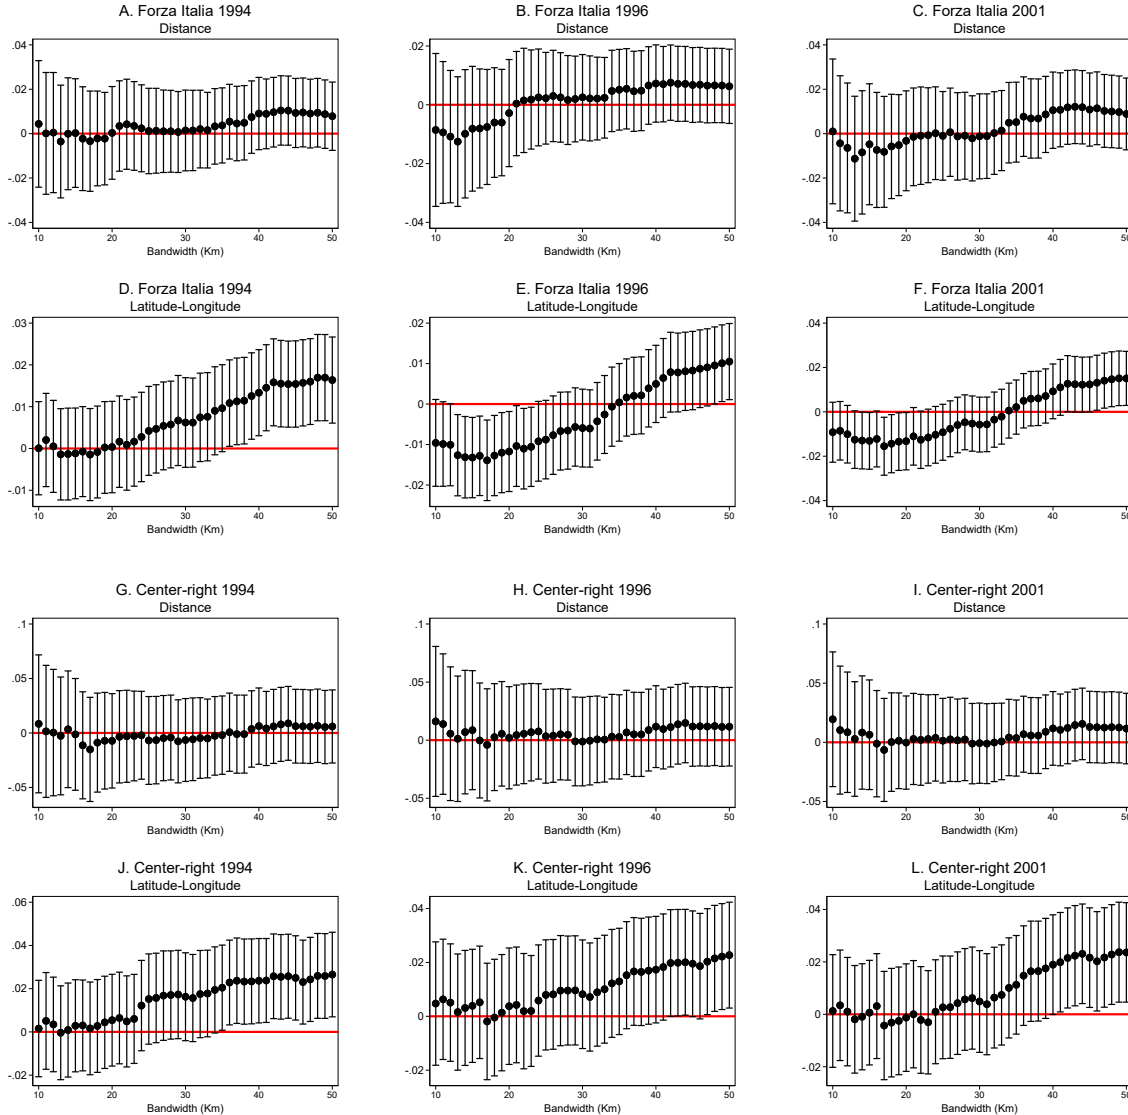 A. Forza Italia 1994
Distance
.04
.02
0
-.02
-.04
10 20 30 40 50
Bandwidth (Km)
B. Forza Italia 1996
Distance
.02
0
-.02
-.04
10 20 30 40 50
Bandwidth (Km)
C. Forza Italia 2001
Distance
.04
.02
0
-.02
-.04
10 20 30 40 50
Bandwidth (Km)
D. Forza Italia 1994
Latitude-Longitude
.03
.02
.01
0
-.01
10 20 30 40 50
Bandwidth (Km)
E. Forza Italia 1996
Latitude-Longitude
.02
.01
0
-.01
-.02
10 20 30 40 50
Bandwidth (Km)
F. Forza Italia 2001
Latitude-Longitude
.04
.02
0
-.02
-.04
10 20 30 40 50
Bandwidth (Km)
G. Center-right 1994
Distance
.1
.05
0
-.05
10 20 30 40 50
Bandwidth (Km)
H. Center-right 1996
Distance
.1
.05
0
-.05
10 20 30 40 50
Bandwidth (Km)
I. Center-right 2001
Distance
.1
.05
0
-.05
10 20 30 40 50
Bandwidth (Km)
J. Center-right 1994
Latitude-Longitude
.06
.04
.02
0
-.02
10 20 30 40 50
Bandwidth (Km)
K. Center-right 1996
Latitude-Longitude
.04
.02
0
-.02
10 20 30 40 50
Bandwidth (Km)
L. Center-right 2001
Latitude-Longitude
.04
.02
0
-.02
10 20 30 40 50
Bandwidth (Km)